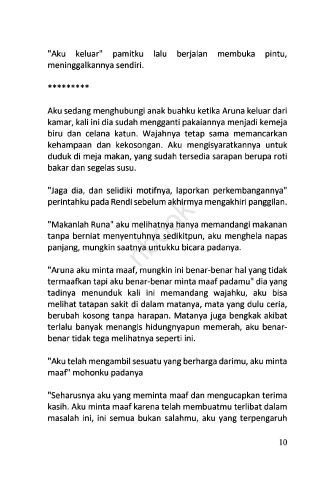 "Aku keluar" pamitku lalu berjalan membuka pintu,
meninggalkannya sendiri.
*********
Aku sedang menghubungi anak buahku ketika Aruna keluar dari
kamar, kali ini dia sudah mengganti pakaiannya menjadi kemeja
biru dan celana katun. Wajahnya tetap sama memancarkan
kehampaan dan kekosongan. Aku mengisyaratkannya untuk
duduk di meja makan, yang sudah tersedia sarapan berupa roti
bakar dan segelas susu.
"Jaga dia, dan selidiki motifnya, laporkan perkembangannya"
perintahku pada Rendi sebelum akhirnya mengakhiri panggilan.
"Makanlah Runa" aku melihatnya hanya memandangi makanan
tanpa berniat menyentuhnya sedikitpun, aku menghela napas
panjang, mungkin saatnya untukku bicara padanya.
"Aruna aku minta maaf, mungkin ini benar-benar hal yang tidak
termaafkan tapi aku benar-benar minta maaf padamu" dia yang
tadinya menunduk kali ini memandang wajahku, aku bisa
melihat tatapan sakit di dalam matanya, mata yang dulu ceria,
berubah kosong tanpa harapan. Matanya juga bengkak akibat
terlalu banyak menangis hidungnyapun memerah, aku benar-
benar tidak tega melihatnya seperti ini.
"Aku telah mengambil sesuatu yang berharga darimu, aku minta
maaf" mohonku padanya
"Seharusnya aku yang meminta maaf dan mengucapkan terima
kasih. Aku minta maaf karena telah membuatmu terlibat dalam
masalah ini, ini semua bukan salahmu, aku yang terpengaruh
10